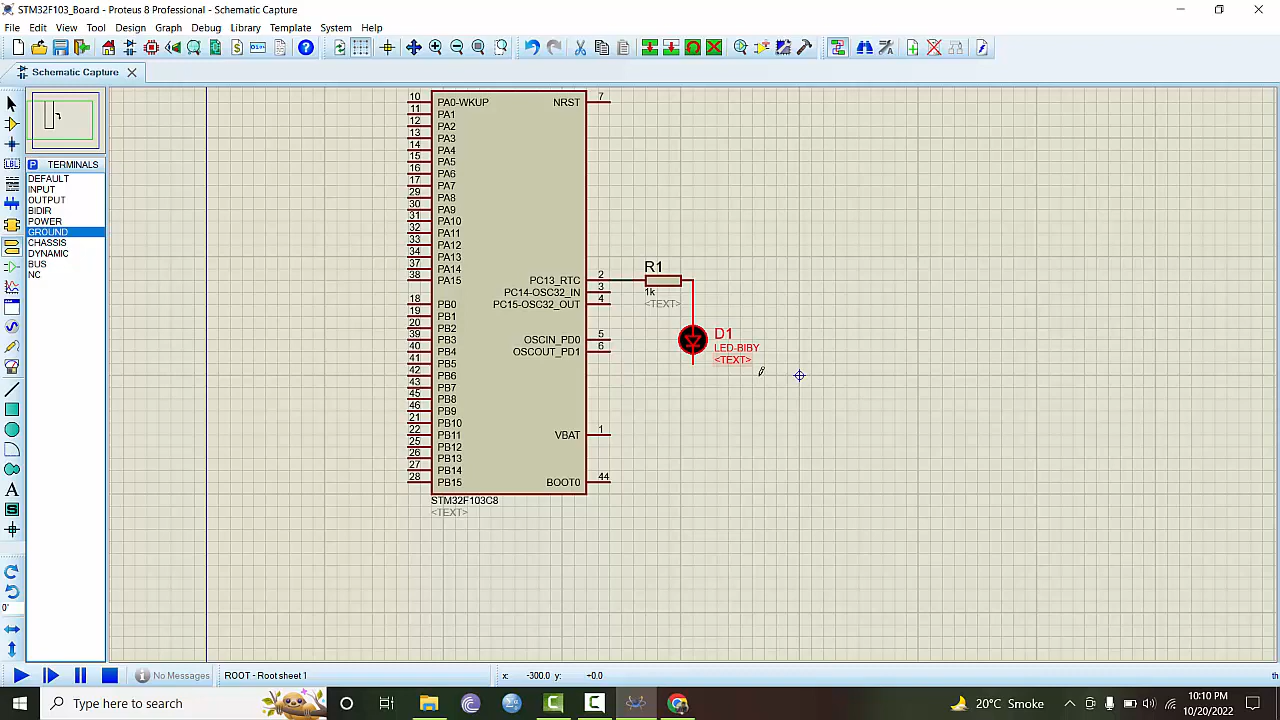 STM32F103_Board - Proteus 8 Professional - Schematic Capture
File Edit View Tool Design Graph Debug Library Template System Help
Schematic Capture
P TERMINALS
DEFAULT
INPUT
OUTPUT
BIDIR
POWER
GROUND
CHASSIS
DYNAMIC
BUS
NC
LBL
A
S
0°
10 PA0-WKUP NRST 7
11 PA1
12 PA2
13 PA3
14 PA4
15 PA5
16 PA6
17 PA7
29 PA8
30 PA9
31 PA10
32 PA11
33 PA12
34 PA13
37 PA14
38 PA15 PC13_RTC 2
PC14-OSC32_IN 3
18 PB0 PC15-OSC32_OUT 4
19 PB1
20 PB2
39 PB3 OSCIN_PD0 5
40 PB4 OSCOUT_PD1 6
41 PB5
42 PB6
43 PB7
45 PB8
46 PB9
21 PB10
22 PB11 VBAT 1
25 PB12
26 PB13
27 PB14
28 PB15 BOOT0 44
STM32F103C8
<TEXT>
R1
1k
<TEXT>
D1
LED-BIBY
<TEXT>
No Messages
ROOT - Root sheet 1
x: -300.0 y: +0.0
th
Type here to search
20°C Smoke
10:10 PM
10/20/2022